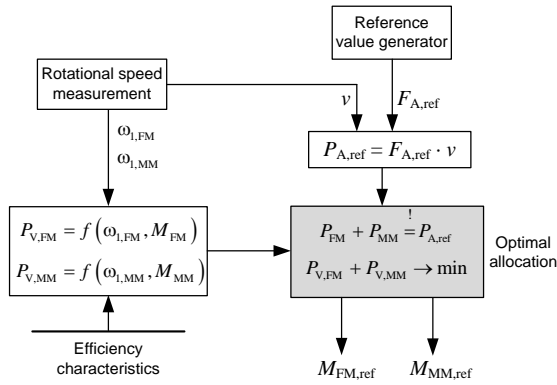 Reference
value generator
Rotational speed
measurement
v
F_A,ref
ω_1,FM
ω_1,MM
P_A,ref = F_A,ref · v
P_V,FM = f(ω_1,FM, M_FM)
P_V,MM = f(ω_1,MM, M_MM)
!
P_FM + P_MM = P_A,ref
P_V,FM + P_V,MM → min
Optimal
allocation
Efficiency
characteristics
M_FM,ref
M_MM,ref